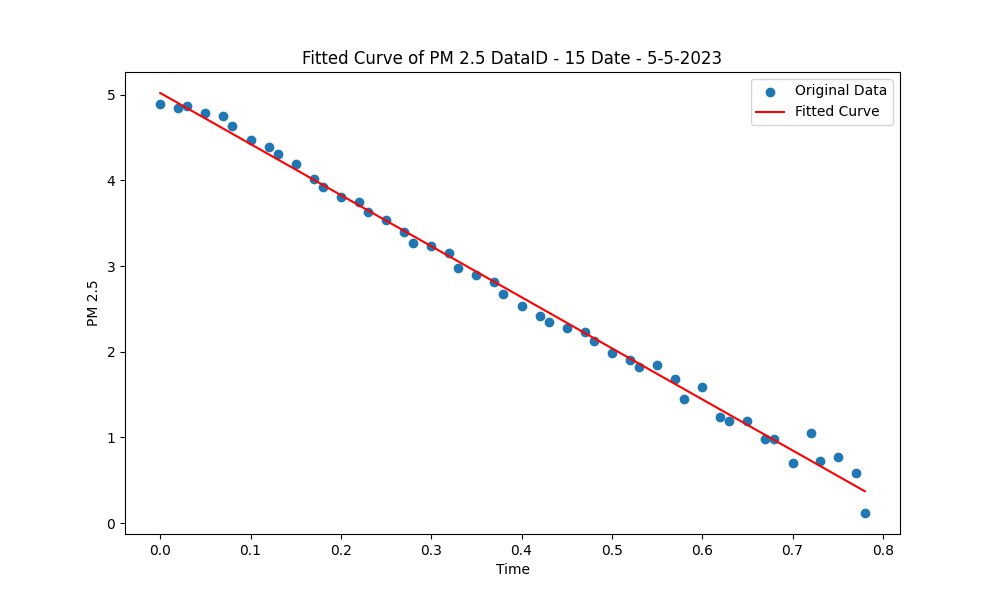 Fitted Curve of PM 2.5 DataID - 15 Date - 5-5-2023
Original Data
Fitted Curve
5
4
3
2
1
0
PM 2.5
0.0 0.1 0.2 0.3 0.4 0.5 0.6 0.7 0.8
Time